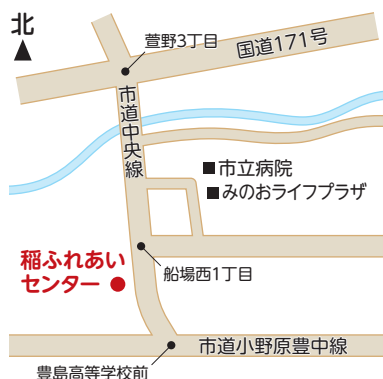 北
萱野3丁目
国道171号
市道中央線
■市立病院
■みのおライフプラザ
稲ふれあい
センター
船場西1丁目
市道小野原豊中線
豊島高等学校前